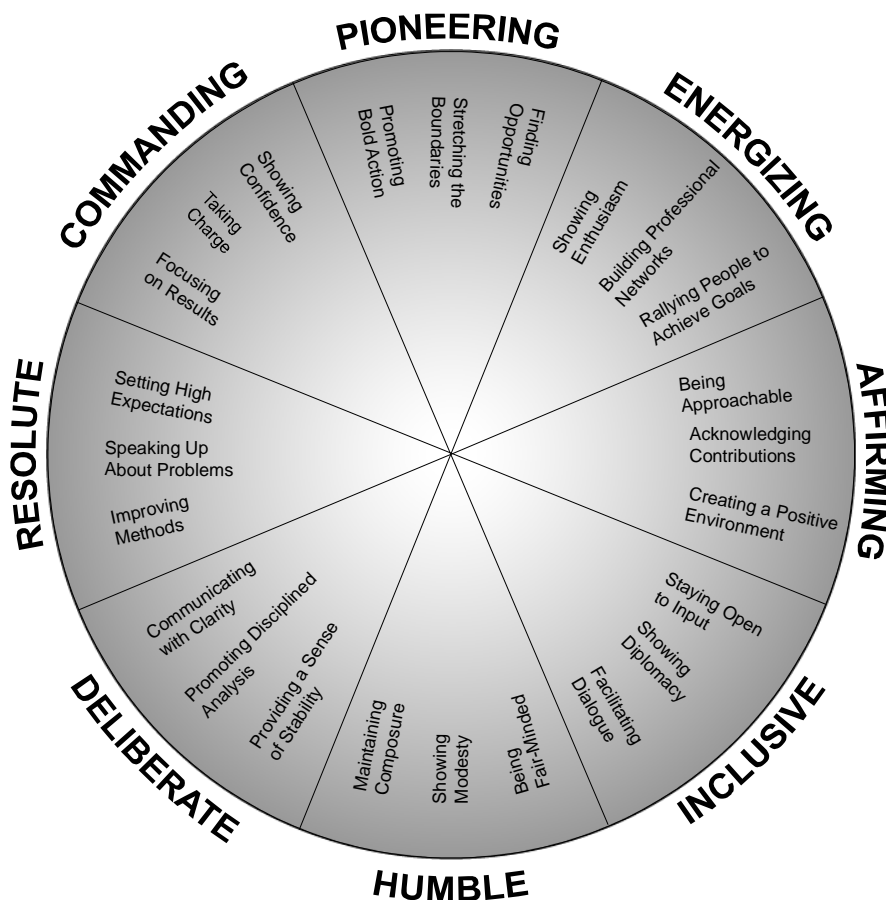 PIONEERING
Promoting
Bold Action
Stretching the
Boundaries
Finding
Opportunities
ENERGIZING
Showing
Enthusiasm
Building Professional
Networks
Rallying People to
Achieve Goals
AFFIRMING
Being
Approachable
Acknowledging
Contributions
Creating a Positive
Environment
INCLUSIVE
Staying Open
to Input
Showing
Diplomacy
Facilitating
Dialogue
HUMBLE
Being
Fair-Minded
Showing
Modesty
Maintaining
Composure
DELIBERATE
Providing a Sense
of Stability
Promoting Disciplined
Analysis
Communicating
with Clarity
RESOLUTE
Improving
Methods
Speaking Up
About Problems
Setting High
Expectations
COMMANDING
Focusing
on Results
Taking
Charge
Showing
Confidence